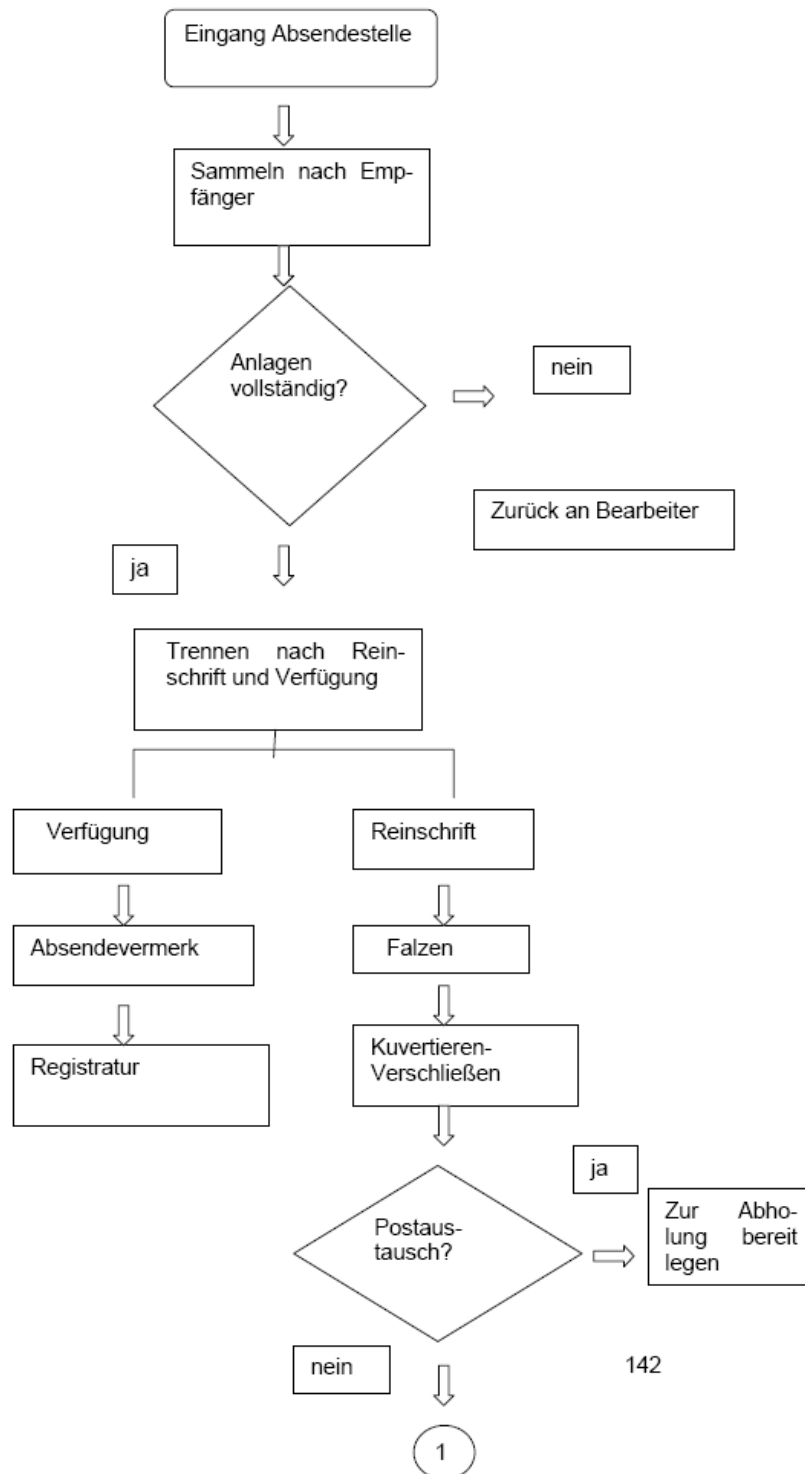 Eingang Absendestelle
Sammeln nach Emp-
fänger
Anlagen
vollständig?
nein
Zurück an Bearbeiter
ja
Trennen nach Rein-
schrift und Verfügung
Verfügung
Reinschrift
Absendevermerk
Falzen
Registratur
Kuvertieren-
Verschließen
ja
Postaus-
tausch?
Zur Abho-
lung bereit
legen
nein
142
1